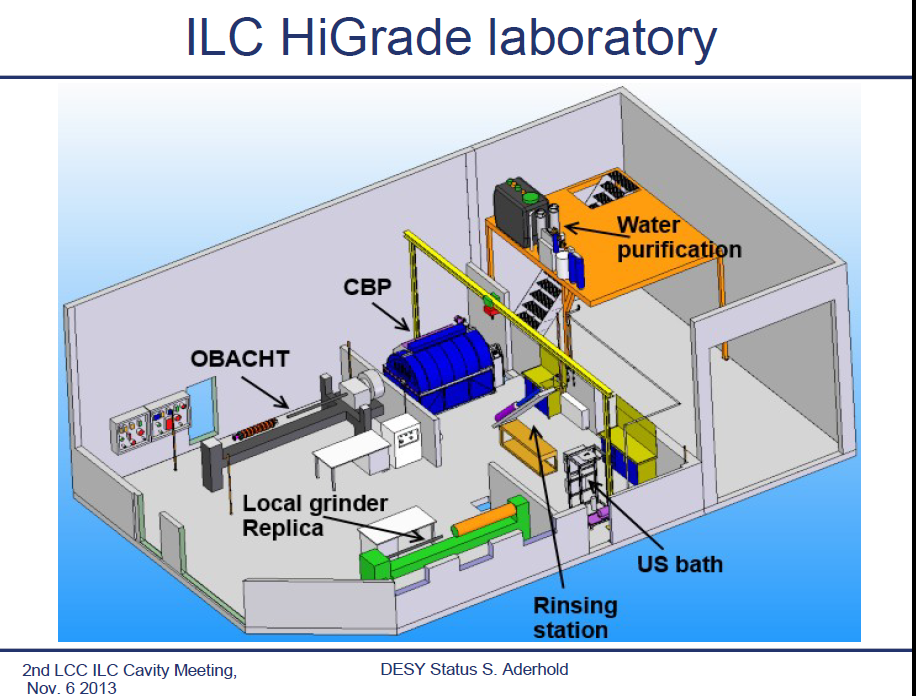 ILC HiGrade laboratory
Water
purification
CBP
OBACHT
Local grinder
Replica
US bath
Rinsing
station
2nd LCC ILC Cavity Meeting,
Nov. 6 2013
DESY Status S. Aderhold